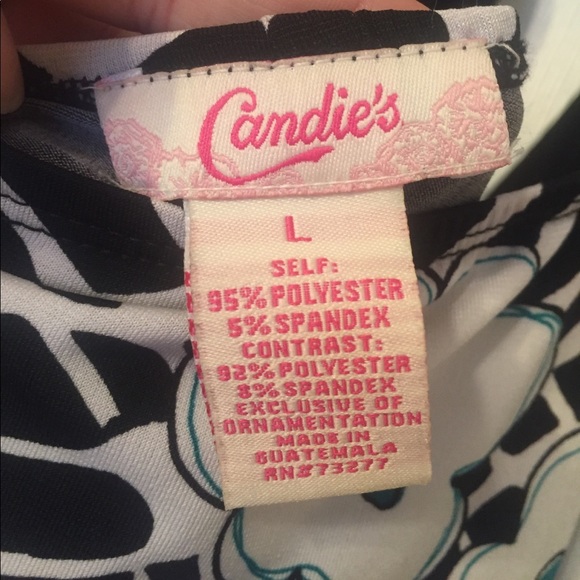 Candie's
L
SELF:
95% POLYESTER
5% SPANDEX
CONTRAST:
92% POLYESTER
8% SPANDEX
EXCLUSIVE OF
ORNAMENTATION
MADE IN
GUATEMALA
RN#73277